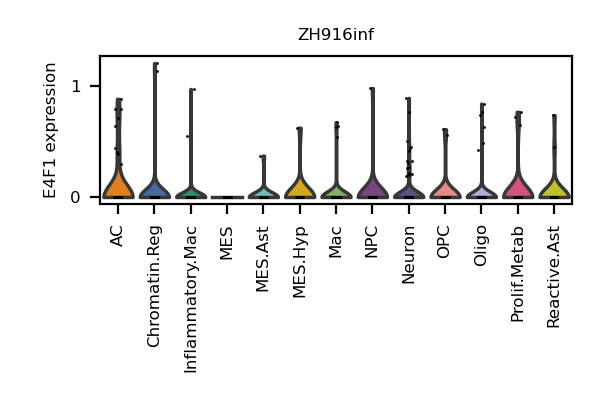 ZH916inf
E4F1 expression
1
0
AC
Chromatin.Reg
Inflammatory.Mac
MES
MES.Ast
MES.Hyp
Mac
NPC
Neuron
OPC
Oligo
Prolif.Metab
Reactive.Ast